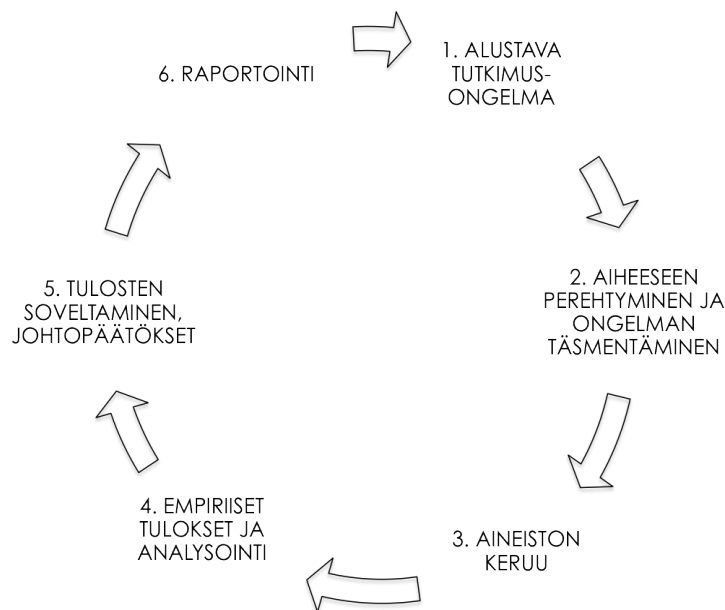 1. ALUSTAVA
TUTKIMUS-
ONGELMA
2. AIHEESEEN
PEREHTYMINEN JA
ONGELMAN
TÄSMENTÄMINEN
3. AINEISTON
KERUU
4. EMPIRIISET
TULOKSET JA
ANALYSOINTI
5. TULOSTEN
SOVELTAMINEN,
JOHTOPÄÄTÖKSET
6. RAPORTOINTI